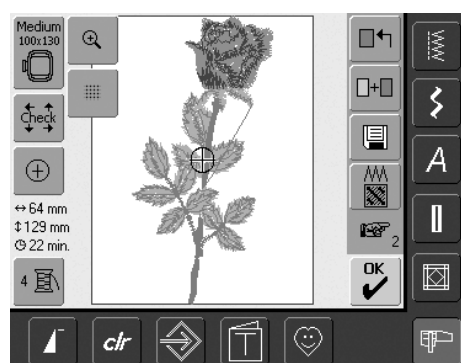 Medium
100x130
Check
↔ 64 mm
↕ 129 mm
22 min.
4
2
OK
A
clr